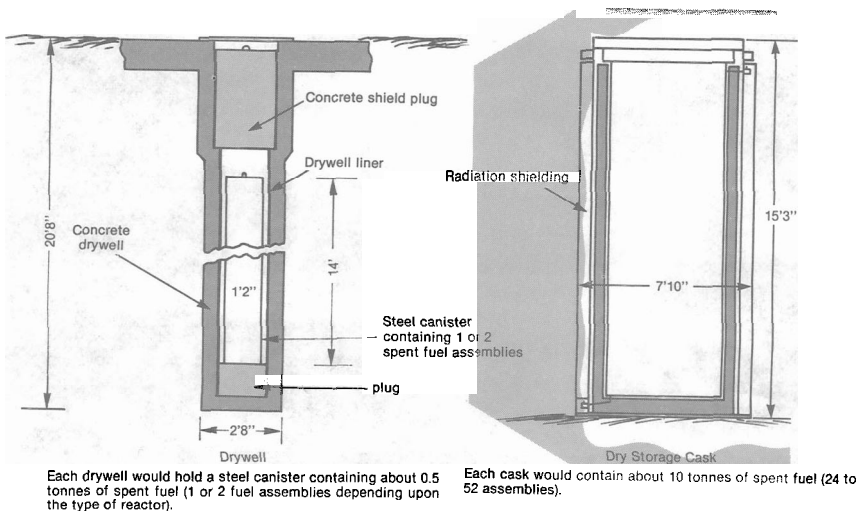 Concrete shield plug
Drywell liner
Concrete
drywell
20'8"
14'
1'2"
Steel canister
containing 1 or 2
spent fuel assemblies
plug
2'8"
Drywell
Each drywell would hold a steel canister containing about 0.5
tonnes of spent fuel (1 or 2 fuel assemblies depending upon
the type of reactor).
Radiation shielding
15'3"
7'10"
Dry Storage Cask
Each cask would contain about 10 tonnes of spent fuel (24 to
52 assemblies).